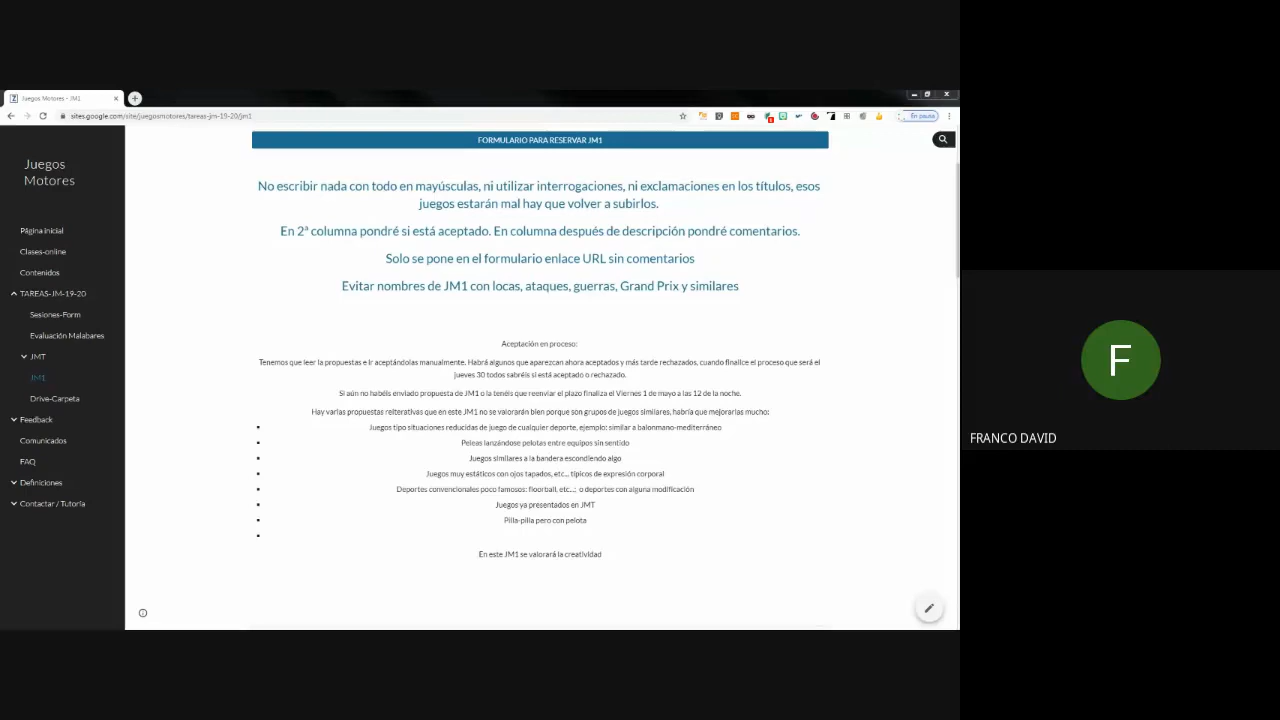 Juegos Motores - JM1
sites.google.com/site/juegosmotores/tareas-jm-19-20/jm1
En pausa
Juegos
Motores
Página inicial
Clases-online
Contenidos
TAREAS-JM-19-20
Sesiones-Form
Evaluación Malabares
JMT
JM1
Drive-Carpeta
Feedback
Comunicados
FAQ
Definiciones
Contactar / Tutoria
FORMULARIO PARA RESERVAR JM1
No escribir nada con todo en mayúsculas, ni utilizar interrogaciones, ni exclamaciones en los títulos, esos
juegos estarán mal hay que volver a subirlos.
En 2ª columna pondré si está aceptado. En columna después de descripción pondré comentarios.
Solo se pone en el formulario enlace URL sin comentarios
Evitar nombres de JM1 con locas, ataques, guerras, Grand Prix y similares
Aceptación en proceso:
Tenemos que leer la propuestas e ir aceptándolas manualmente. Habrá algunos que aparezcan ahora aceptados y más tarde rechazados, cuando finalice el proceso que será el
jueves 30 todos sabréis si está aceptado o rechazado.
Si aún no habéis enviado propuesta de JM1 o la tenéis que reenviar el plazo finaliza el Viernes 1 de mayo a las 12 de la noche.
Hay varias propuestas reiterativas que en este JM1 no se valorarán bien porque son grupos de juegos similares, habría que mejorarlas mucho:
Juegos tipo situaciones reducidas de juego de cualquier deporte, ejemplo: similar a balonmano-mediterráneo
Peleas lanzándose pelotas entre equipos sin sentido
Juegos similares a la bandera escondiendo algo
Juegos muy estáticos con ojos tapados, etc... típicos de expresión corporal
Deportes convencionales poco famosos: floorball, etc...; o deportes con alguna modificación
Juegos ya presentados en JMT
Pilla-pilla pero con pelota
En este JM1 se valorará la creatividad
F
FRANCO DAVID